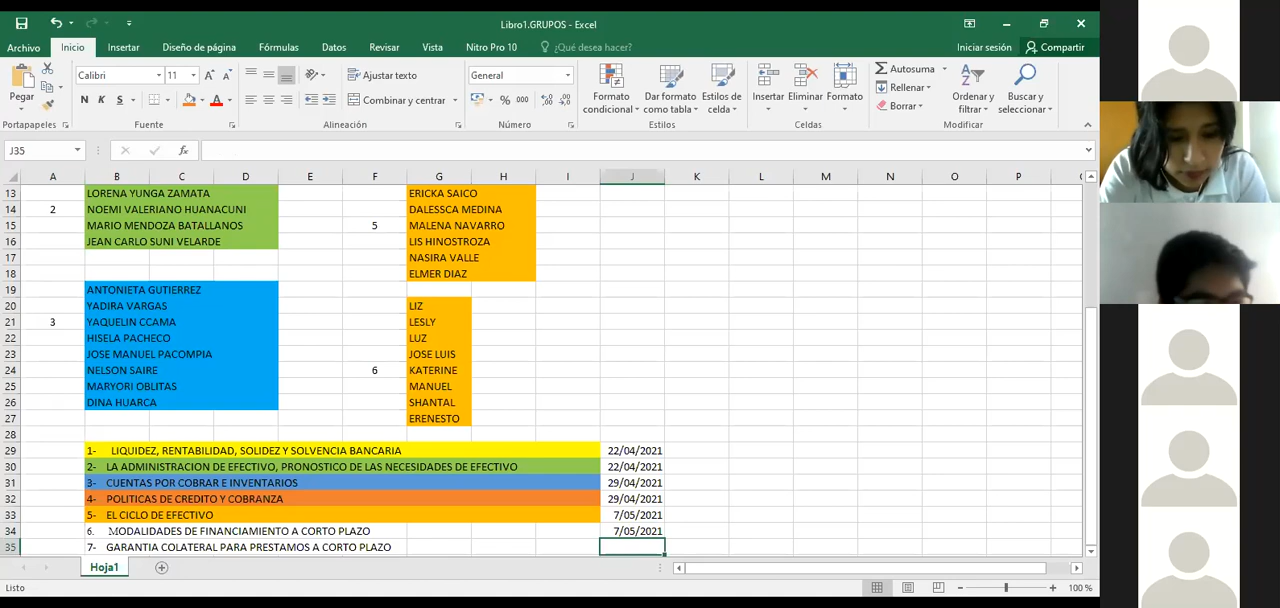 Libro1.GRUPOS - Excel
Archivo Inicio Insertar Diseño de página Fórmulas Datos Revisar Vista Nitro Pro 10 ¿Qué desea hacer? Iniciar sesión Compartir
Pegar
Calibri 11
N K S
Ajustar texto
Combinar y centrar
General
% 000
Formato condicional
Dar formato como tabla
Estilos de celda
Insertar Eliminar Formato
Autosuma
Rellenar
Borrar
Ordenar y filtrar
Buscar y seleccionar
Portapapeles Fuente Alineación Número Estilos Celdas Modificar
J35 fx
A B C D E F G H I J K L M N O P
13 LORENA YUNGA ZAMATA ERICKA SAICO
14 2 NOEMI VALERIANO HUANACUNI DALESSCA MEDINA
15 MARIO MENDOZA BATALLANOS 5 MALENA NAVARRO
16 JEAN CARLO SUNI VELARDE LIS HINOSTROZA
17 NASIRA VALLE
18 ELMER DIAZ
19 ANTONIETA GUTIERREZ
20 YADIRA VARGAS LIZ
21 3 YAQUELIN CCAMA LESLY
22 HISELA PACHECO LUZ
23 JOSE MANUEL PACOMPIA JOSE LUIS
24 NELSON SAIRE 6 KATERINE
25 MARYORI OBLITAS MANUEL
26 DINA HUARCA SHANTAL
27 ERENESTO
28
29 1- LIQUIDEZ, RENTABILIDAD, SOLIDEZ Y SOLVENCIA BANCARIA 22/04/2021
30 2- LA ADMINISTRACION DE EFECTIVO, PRONOSTICO DE LAS NECESIDADES DE EFECTIVO 22/04/2021
31 3- CUENTAS POR COBRAR E INVENTARIOS 29/04/2021
32 4- POLITICAS DE CREDITO Y COBRANZA 29/04/2021
33 5- EL CICLO DE EFECTIVO 7/05/2021
34 6. MODALIDADES DE FINANCIAMIENTO A CORTO PLAZO 7/05/2021
35 7- GARANTIA COLATERAL PARA PRESTAMOS A CORTO PLAZO
Hoja1
Listo 100 %